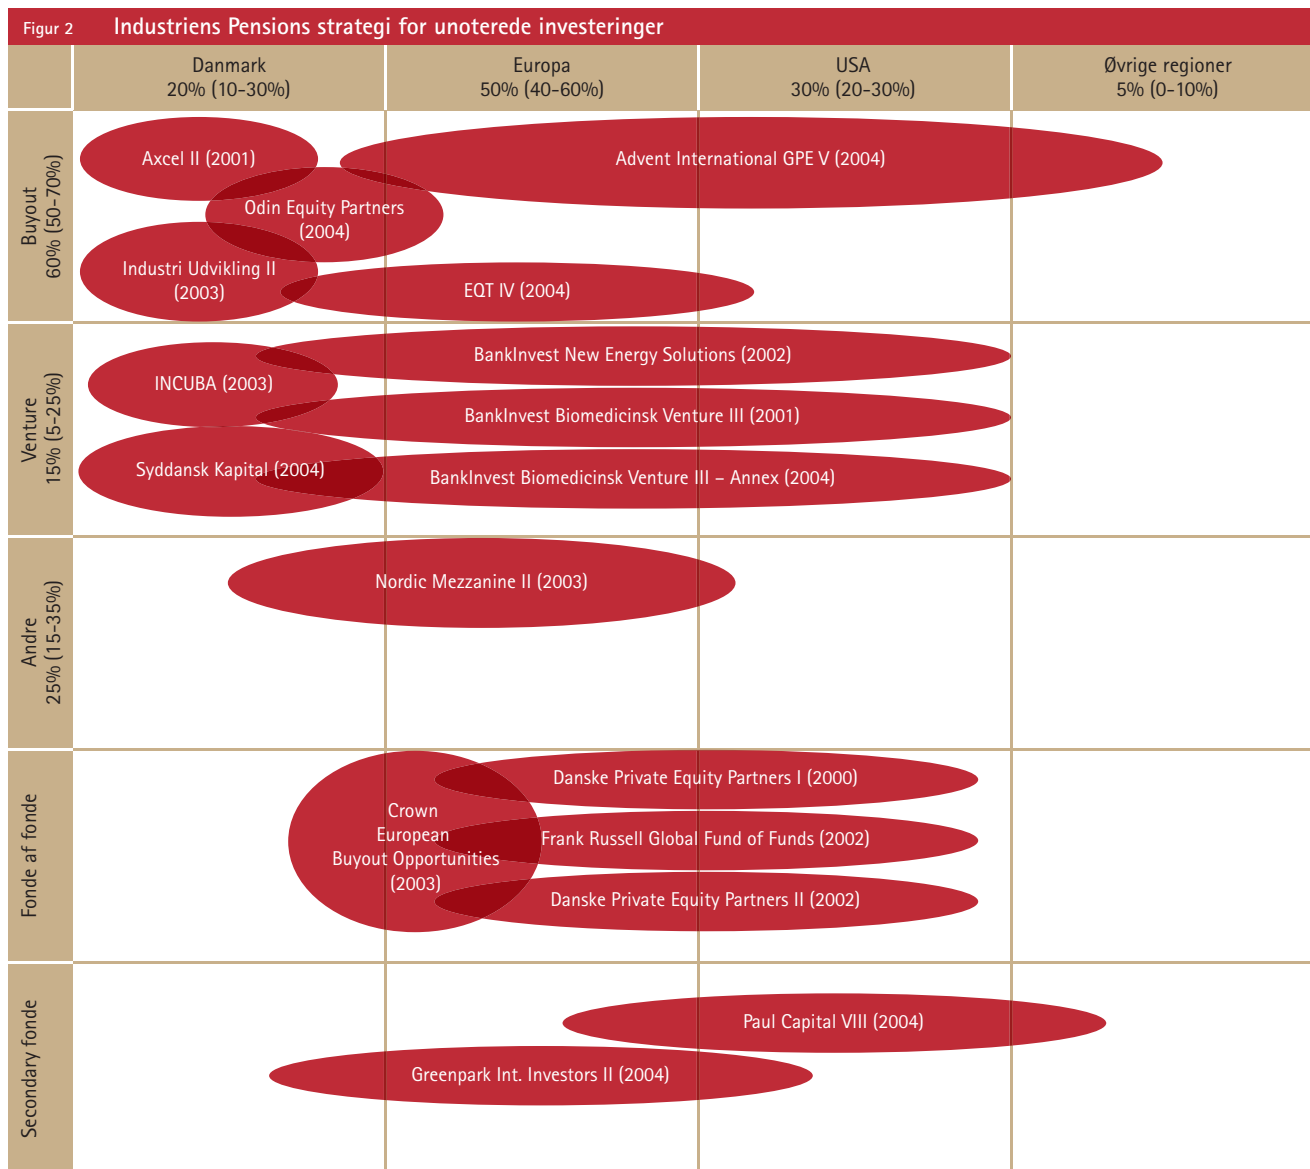 Figur 2 Industriens Pensions strategi for unoterede investeringer
Danmark
20% (10-30%)
Europa
50% (40-60%)
USA
30% (20-30%)
Øvrige regioner
5% (0-10%)
Buyout
60% (50-70%)
Axcel II (2001)
Advent International GPE V (2004)
Odin Equity Partners
(2004)
Industri Udvikling II
(2003)
EQT IV (2004)
Venture
15% (5-25%)
BankInvest New Energy Solutions (2002)
INCUBA (2003)
BankInvest Biomedicinsk Venture III (2001)
Syddansk Kapital (2004)
BankInvest Biomedicinsk Venture III – Annex (2004)
Andre
25% (15-35%)
Nordic Mezzanine II (2003)
Fonde af fonde
Danske Private Equity Partners I (2000)
Crown
European
Buyout Opportunities
(2003)
Frank Russell Global Fund of Funds (2002)
Danske Private Equity Partners II (2002)
Secondary fonde
Paul Capital VIII (2004)
Greenpark Int. Investors II (2004)